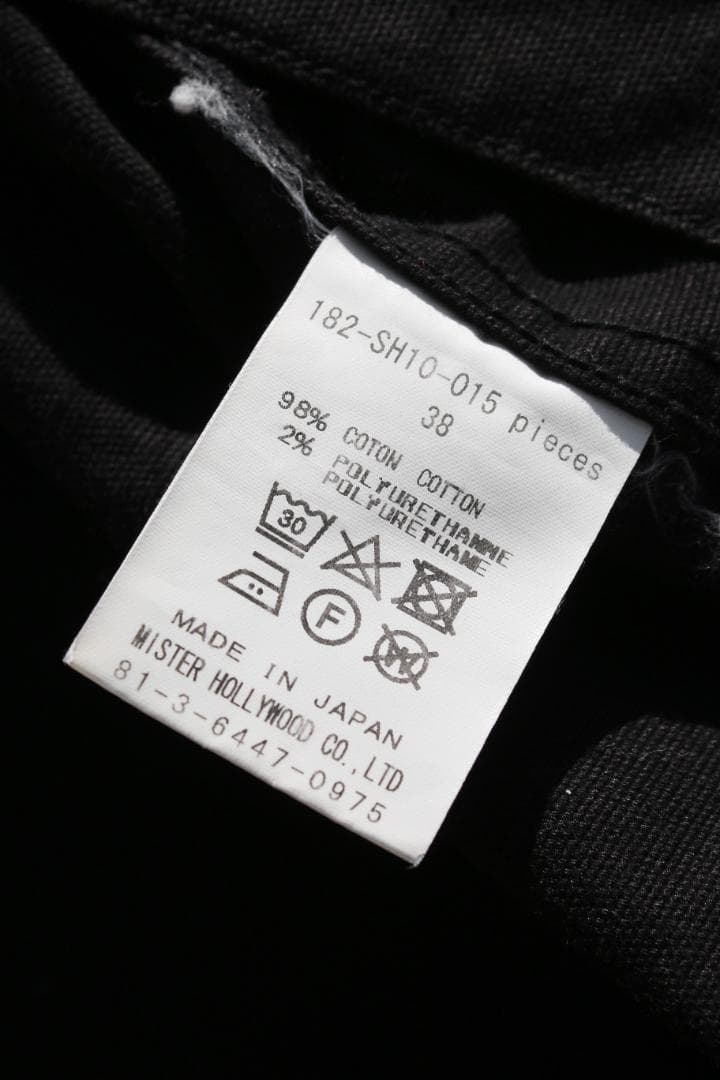 182-SH10-015 pieces
38
98% COTON COTTON
2% POLYURETHANNE
POLYURETHANE
30
F
W
MADE IN JAPAN
MISTER HOLLYWOOD CO.,LTD
81-3-6447-0975